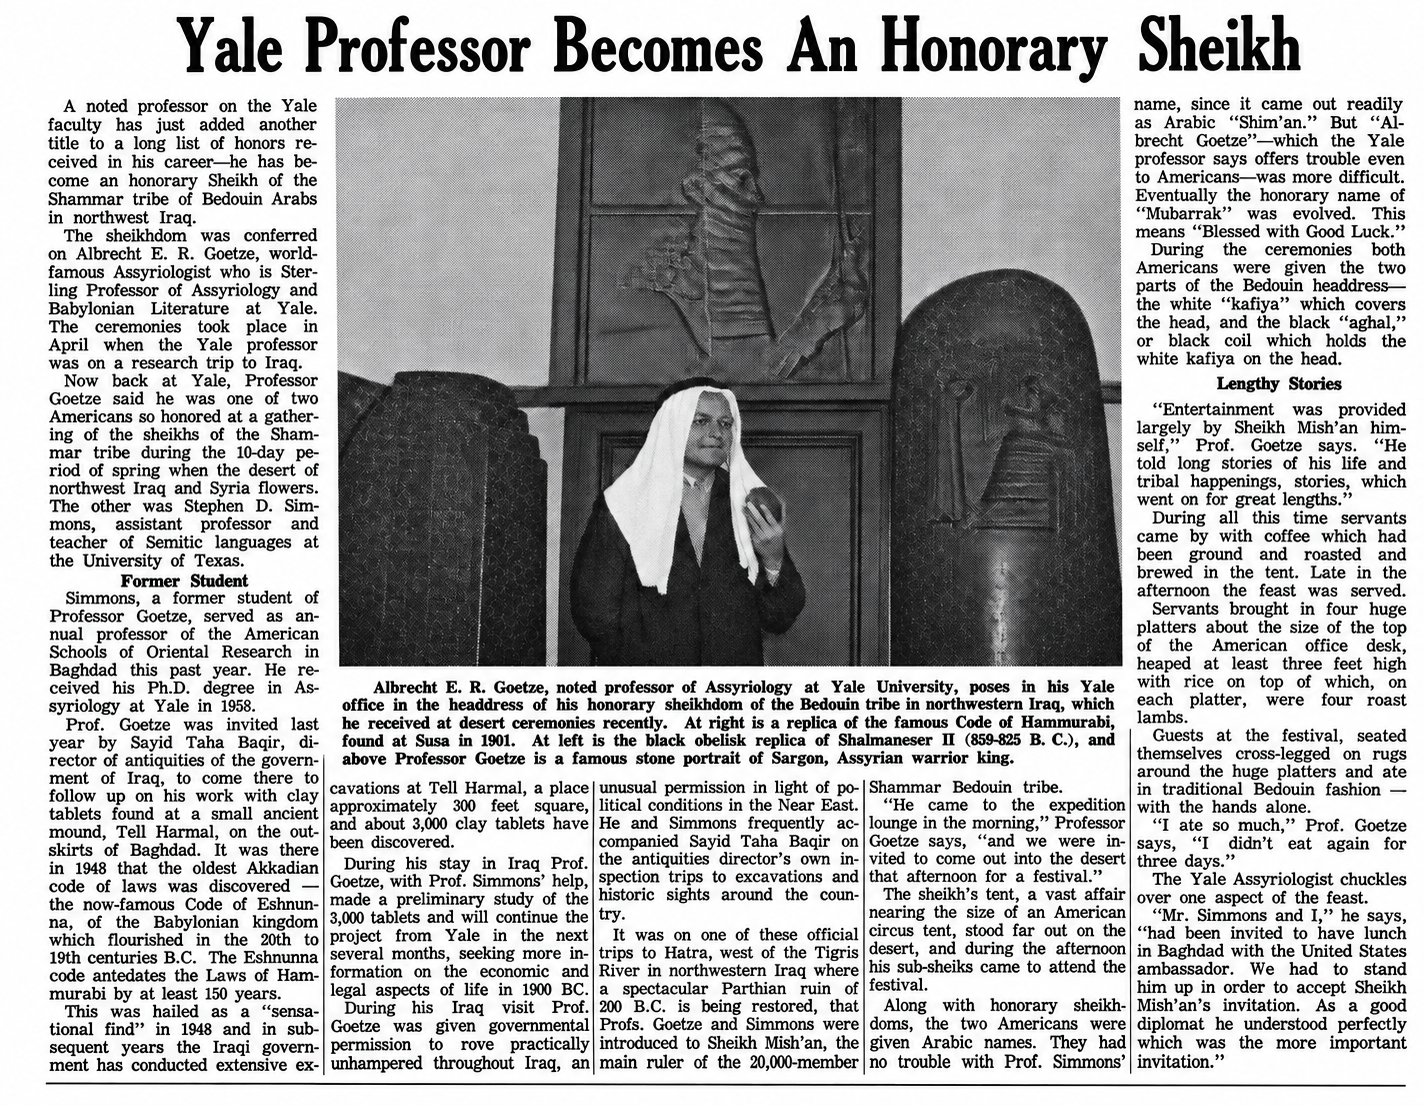 Yale Professor Becomes An Honorary Sheikh
A noted professor on the Yale
faculty has just added another
title to a long list of honors re-
ceived in his career—he has be-
come an honorary Sheikh of the
Shammar tribe of Bedouin Arabs
in northwest Iraq.
The sheikhdom was conferred
on Albrecht E. R. Goetze, world-
famous Assyriologist who is Ster-
ling Professor of Assyriology and
Babylonian Literature at Yale.
The ceremonies took place in
April when the Yale professor
was on a research trip to Iraq.
Now back at Yale, Professor
Goetze said he was one of two
Americans so honored at a gather-
ing of the sheikhs of the Sham-
mar tribe during the 10-day pe-
riod of spring when the desert of
northwest Iraq and Syria flowers.
The other was Stephen D. Sim-
mons, assistant professor and
teacher of Semitic languages at
the University of Texas.
Former Student
Simmons, a former student of
Professor Goetze, served as an-
nual professor of the American
Schools of Oriental Research in
Baghdad this past year. He re-
ceived his Ph.D. degree in As-
syriology at Yale in 1958.
Prof. Goetze was invited last
year by Sayid Taha Baqir, di-
rector of antiquities of the govern-
ment of Iraq, to come there to
follow up on his work with clay
tablets found at a small ancient
mound, Tell Harmal, on the out-
skirts of Baghdad. It was there
in 1948 that the oldest Akkadian
code of laws was discovered —
the now-famous Code of Eshnun-
na, of the Babylonian kingdom
which flourished in the 20th to
19th centuries B.C. The Eshnunna
code antedates the Laws of Ham-
murabi by at least 150 years.
This was hailed as a "sensa-
tional find" in 1948 and in sub-
sequent years the Iraqi govern-
ment has conducted extensive ex-
Albrecht E. R. Goetze, noted professor of Assyriology at Yale University, poses in his Yale
office in the headdress of his honorary sheikhdom of the Bedouin tribe in northwestern Iraq, which
he received at desert ceremonies recently. At right is a replica of the famous Code of Hammurabi,
found at Susa in 1901. At left is the black obelisk replica of Shalmaneser II (859-825 B. C.), and
above Professor Goetze is a famous stone portrait of Sargon, Assyrian warrior king.
cavations at Tell Harmal, a place
approximately 300 feet square,
and about 3,000 clay tablets have
been discovered.
During his stay in Iraq Prof.
Goetze, with Prof. Simmons' help,
made a preliminary study of the
3,000 tablets and will continue the
project from Yale in the next
several months, seeking more in-
formation on the economic and
legal aspects of life in 1900 BC.
During his Iraq visit Prof.
Goetze was given governmental
permission to rove practically
unhampered throughout Iraq, an
unusual permission in light of po-
litical conditions in the Near East.
He and Simmons frequently ac-
companied Sayid Taha Baqir on
the antiquities director's own in-
spection trips to excavations and
historic sights around the coun-
try.
It was on one of these official
trips to Hatra, west of the Tigris
River in northwestern Iraq where
a spectacular Parthian ruin of
200 B.C. is being restored, that
Profs. Goetze and Simmons were
introduced to Sheikh Mish'an, the
main ruler of the 20,000-member
Shammar Bedouin tribe.
"He came to the expedition
lounge in the morning," Professor
Goetze says, "and we were in-
vited to come out into the desert
that afternoon for a festival."
The sheikh's tent, a vast affair
nearing the size of an American
circus tent, stood far out on the
desert, and during the afternoon
his sub-sheiks came to attend the
festival.
Along with honorary sheikh-
doms, the two Americans were
given Arabic names. They had
no trouble with Prof. Simmons'
name, since it came out readily
as Arabic "Shim'an." But "Al-
brecht Goetze"—which the Yale
professor says offers trouble even
to Americans—was more difficult.
Eventually the honorary name of
"Mubarrak" was evolved. This
means "Blessed with Good Luck."
During the ceremonies both
Americans were given the two
parts of the Bedouin headdress—
the white "kafiya" which covers
the head, and the black "aghal,"
or black coil which holds the
white kafiya on the head.
Lengthy Stories
"Entertainment was provided
largely by Sheikh Mish'an him-
self," Prof. Goetze says. "He
told long stories of his life and
tribal happenings, stories, which
went on for great lengths."
During all this time servants
came by with coffee which had
been ground and roasted and
brewed in the tent. Late in the
afternoon the feast was served.
Servants brought in four huge
platters about the size of the top
of the American office desk,
heaped at least three feet high
with rice on top of which, on
each platter, were four roast
lambs.
Guests at the festival, seated
themselves cross-legged on rugs
around the huge platters and ate
in traditional Bedouin fashion —
with the hands alone.
"I ate so much," Prof. Goetze
says, "I didn't eat again for
three days."
The Yale Assyriologist chuckles
over one aspect of the feast.
"Mr. Simmons and I," he says,
"had been invited to have lunch
in Baghdad with the United States
ambassador. We had to stand
him up in order to accept Sheikh
Mish'an's invitation. As a good
diplomat he understood perfectly
which was the more important
invitation."